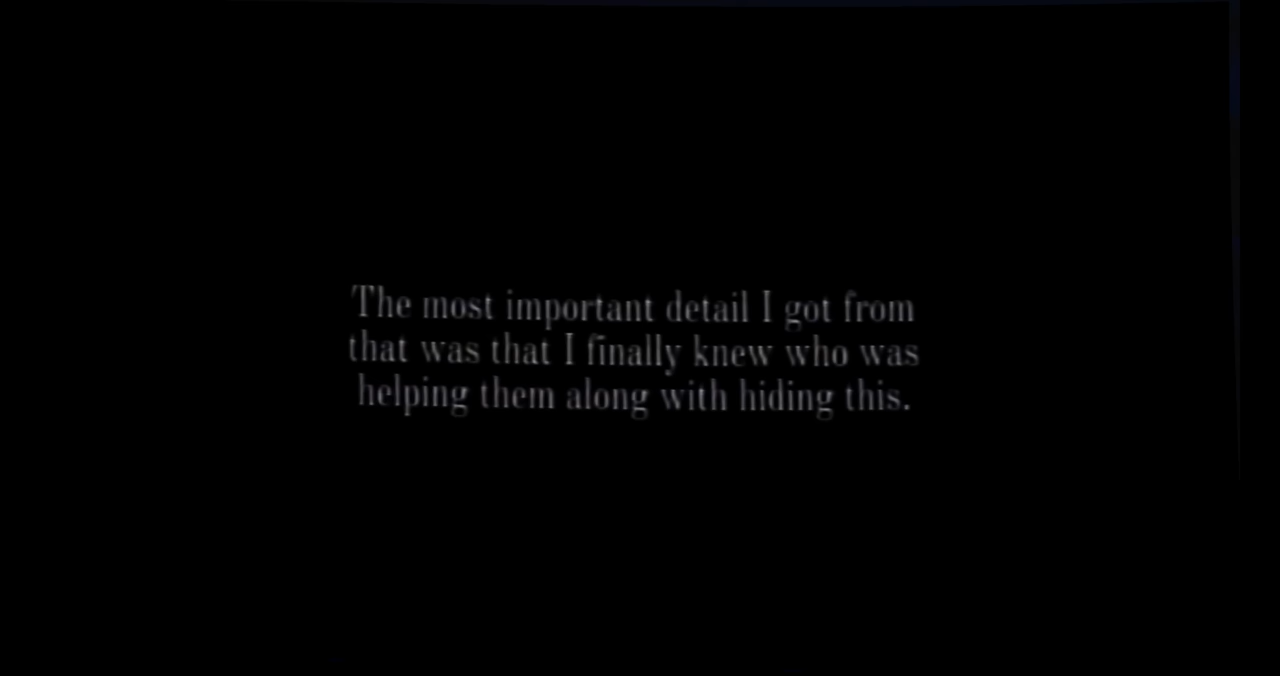 The most important detail I got from
that was that I finally knew who was
helping them along with hiding this.